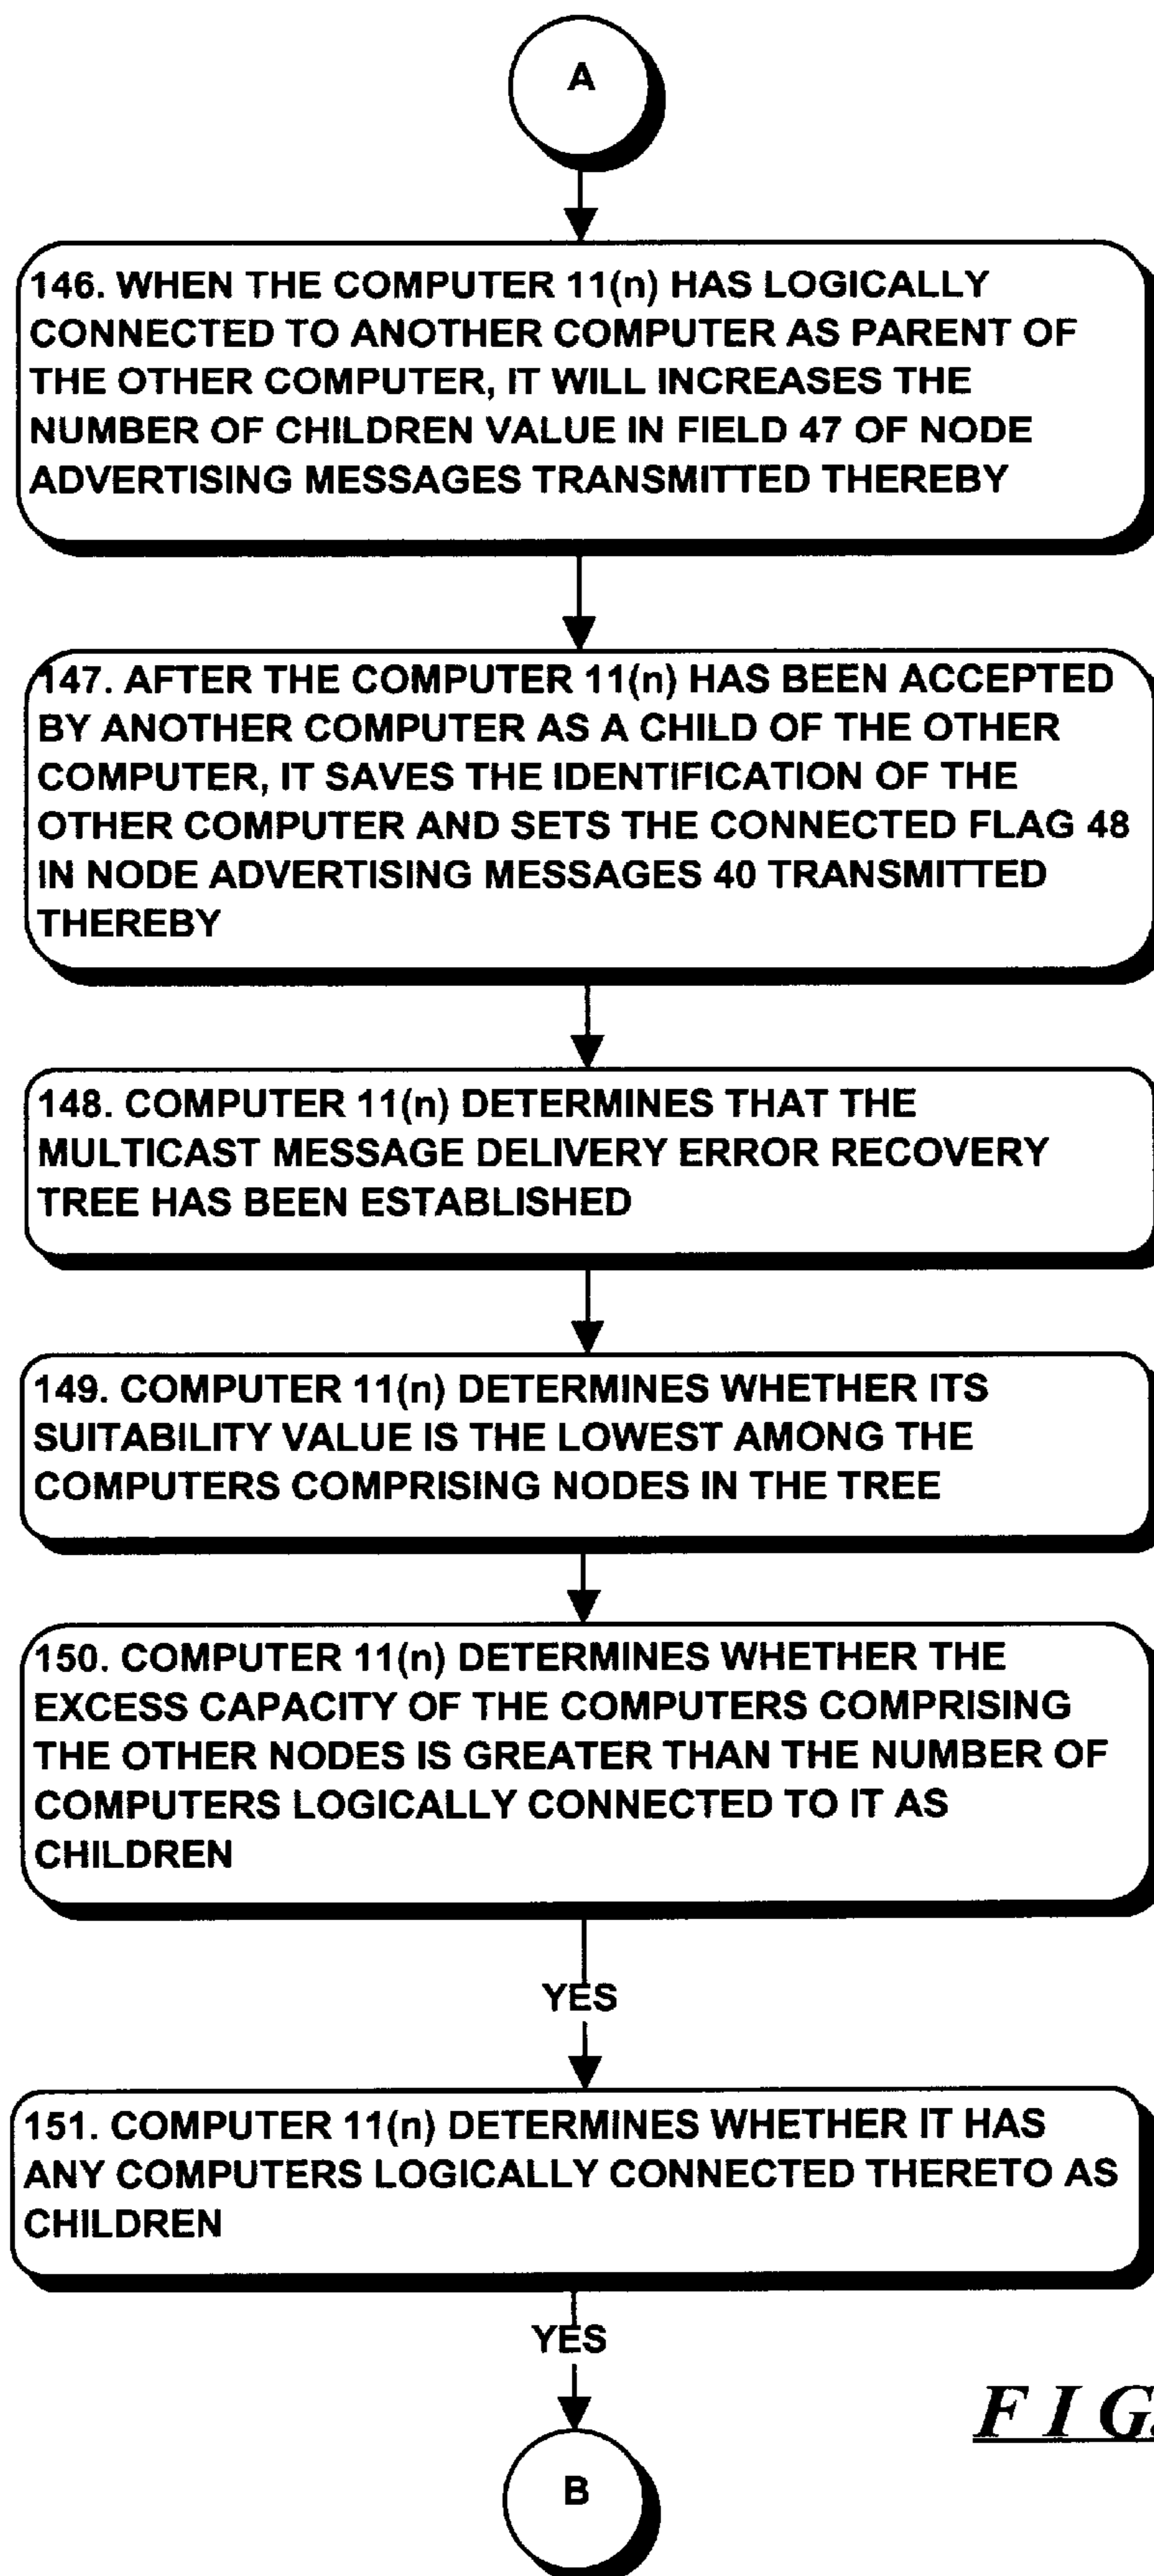 A
146. WHEN THE COMPUTER 11(n) HAS LOGICALLY
CONNECTED TO ANOTHER COMPUTER AS PARENT OF
THE OTHER COMPUTER, IT WILL INCREASES THE
NUMBER OF CHILDREN VALUE IN FIELD 47 OF NODE
ADVERTISING MESSAGES TRANSMITTED THEREBY
147. AFTER THE COMPUTER 11(n) HAS BEEN ACCEPTED
BY ANOTHER COMPUTER AS A CHILD OF THE OTHER
COMPUTER, IT SAVES THE IDENTIFICATION OF THE
OTHER COMPUTER AND SETS THE CONNECTED FLAG 48
IN NODE ADVERTISING MESSAGES 40 TRANSMITTED
THEREBY
148. COMPUTER 11(n) DETERMINES THAT THE
MULTICAST MESSAGE DELIVERY ERROR RECOVERY
TREE HAS BEEN ESTABLISHED
149. COMPUTER 11(n) DETERMINES WHETHER ITS
SUITABILITY VALUE IS THE LOWEST AMONG THE
COMPUTERS COMPRISING NODES IN THE TREE
150. COMPUTER 11(n) DETERMINES WHETHER THE
EXCESS CAPACITY OF THE COMPUTERS COMPRISING
THE OTHER NODES IS GREATER THAN THE NUMBER OF
COMPUTERS LOGICALLY CONNECTED TO IT AS
CHILDREN
YES
151. COMPUTER 11(n) DETERMINES WHETHER IT HAS
ANY COMPUTERS LOGICALLY CONNECTED THERETO AS
CHILDREN
YES
FIG.
B